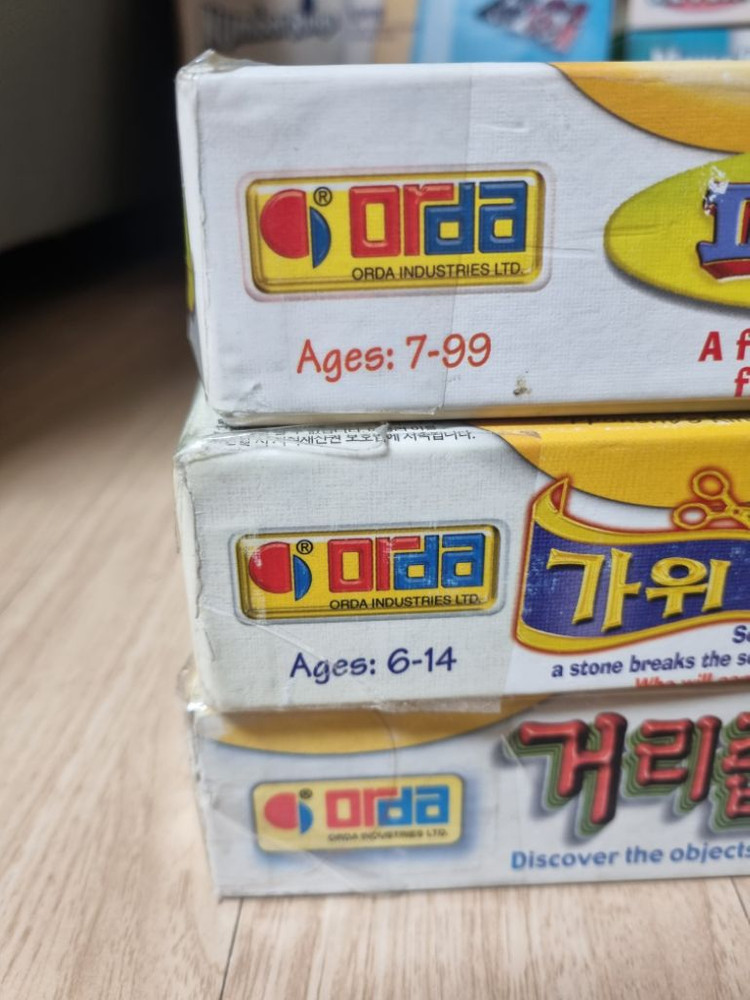 ® orda
ORDA INDUSTRIES LTD.
Ages: 7-99
A f
f
® orda
ORDA INDUSTRIES LTD.
Ages: 6-14
가위
a stone breaks the se
® orda
ORDA INDUSTRIES LTD.
거리
Discover the objects